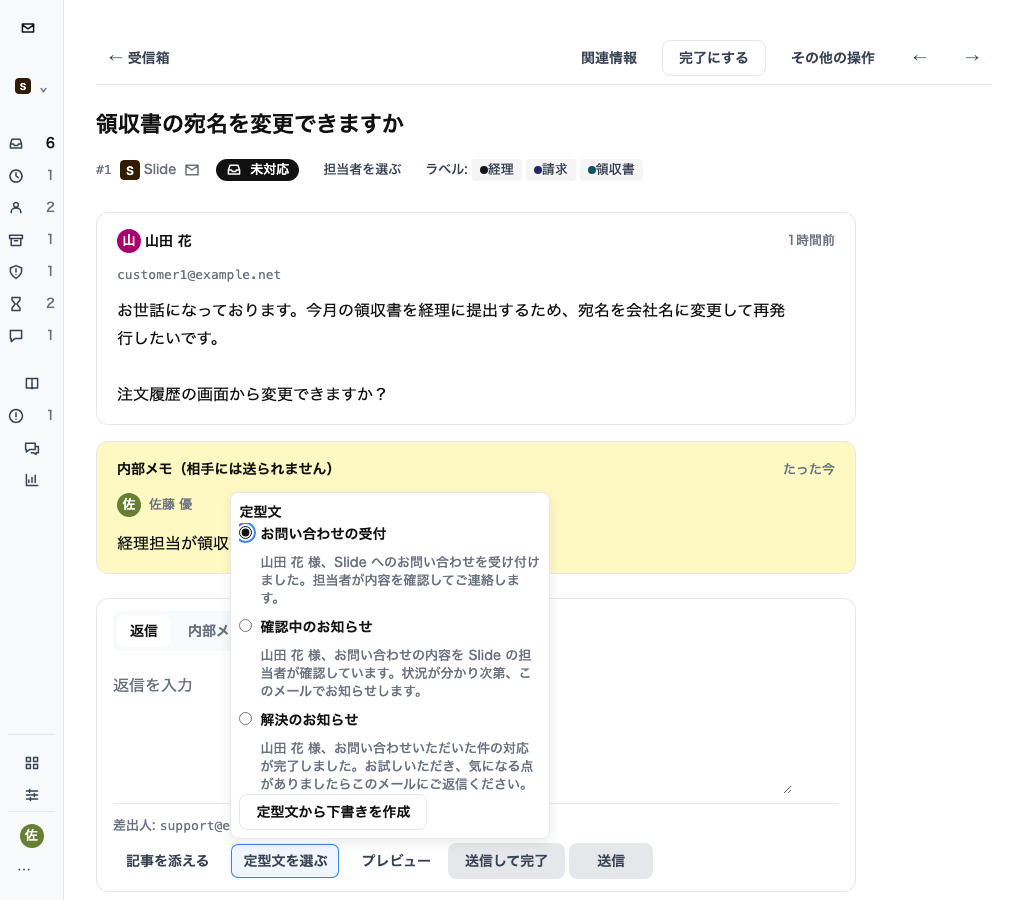 ← 受信箱
関連情報
完了にする
その他の操作
←
→
S
6
1
2
1
1
2
1
1
佐
…
領収書の宛名を変更できますか
#1 S Slide 未対応 担当者を選ぶ ラベル: 経理 請求 領収書
山 山田 花 1時間前
customer1@example.net
お世話になっております。今月の領収書を経理に提出するため、宛名を会社名に変更して再発
行したいです。
注文履歴の画面から変更できますか？
内部メモ（相手には送られません） たった今
佐 佐藤 優
経理担当が領収
定型文
お問い合わせの受付
山田 花 様、Slide へのお問い合わせを受け付け
ました。担当者が内容を確認してご連絡しま
す。
確認中のお知らせ
山田 花 様、お問い合わせの内容を Slide の担
当者が確認しています。状況が分かり次第、こ
のメールでお知らせします。
解決のお知らせ
山田 花 様、お問い合わせいただいた件の対応
が完了しました。お試しいただき、気になる点
がありましたらこのメールにご返信ください。
定型文から下書きを作成
返信 内部メ
返信を入力
差出人: support@e
記事を添える 定型文を選ぶ プレビュー 送信して完了 送信